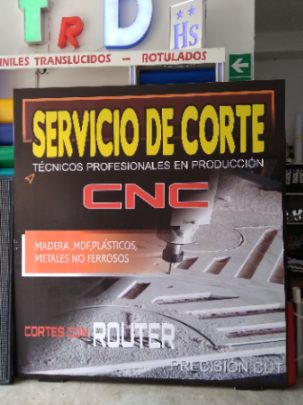 T R D
Hs
INILES TRANSLUCIDOS - ROTULADOS
SERVICIO DE CORTE
TÉCNICOS PROFESIONALES EN PRODUCCIÓN
CNC
MADERA ,MDF,PLÁSTICOS,
METALES NO FERROSOS
CORTES CON ROUTER
PRECISION CUT